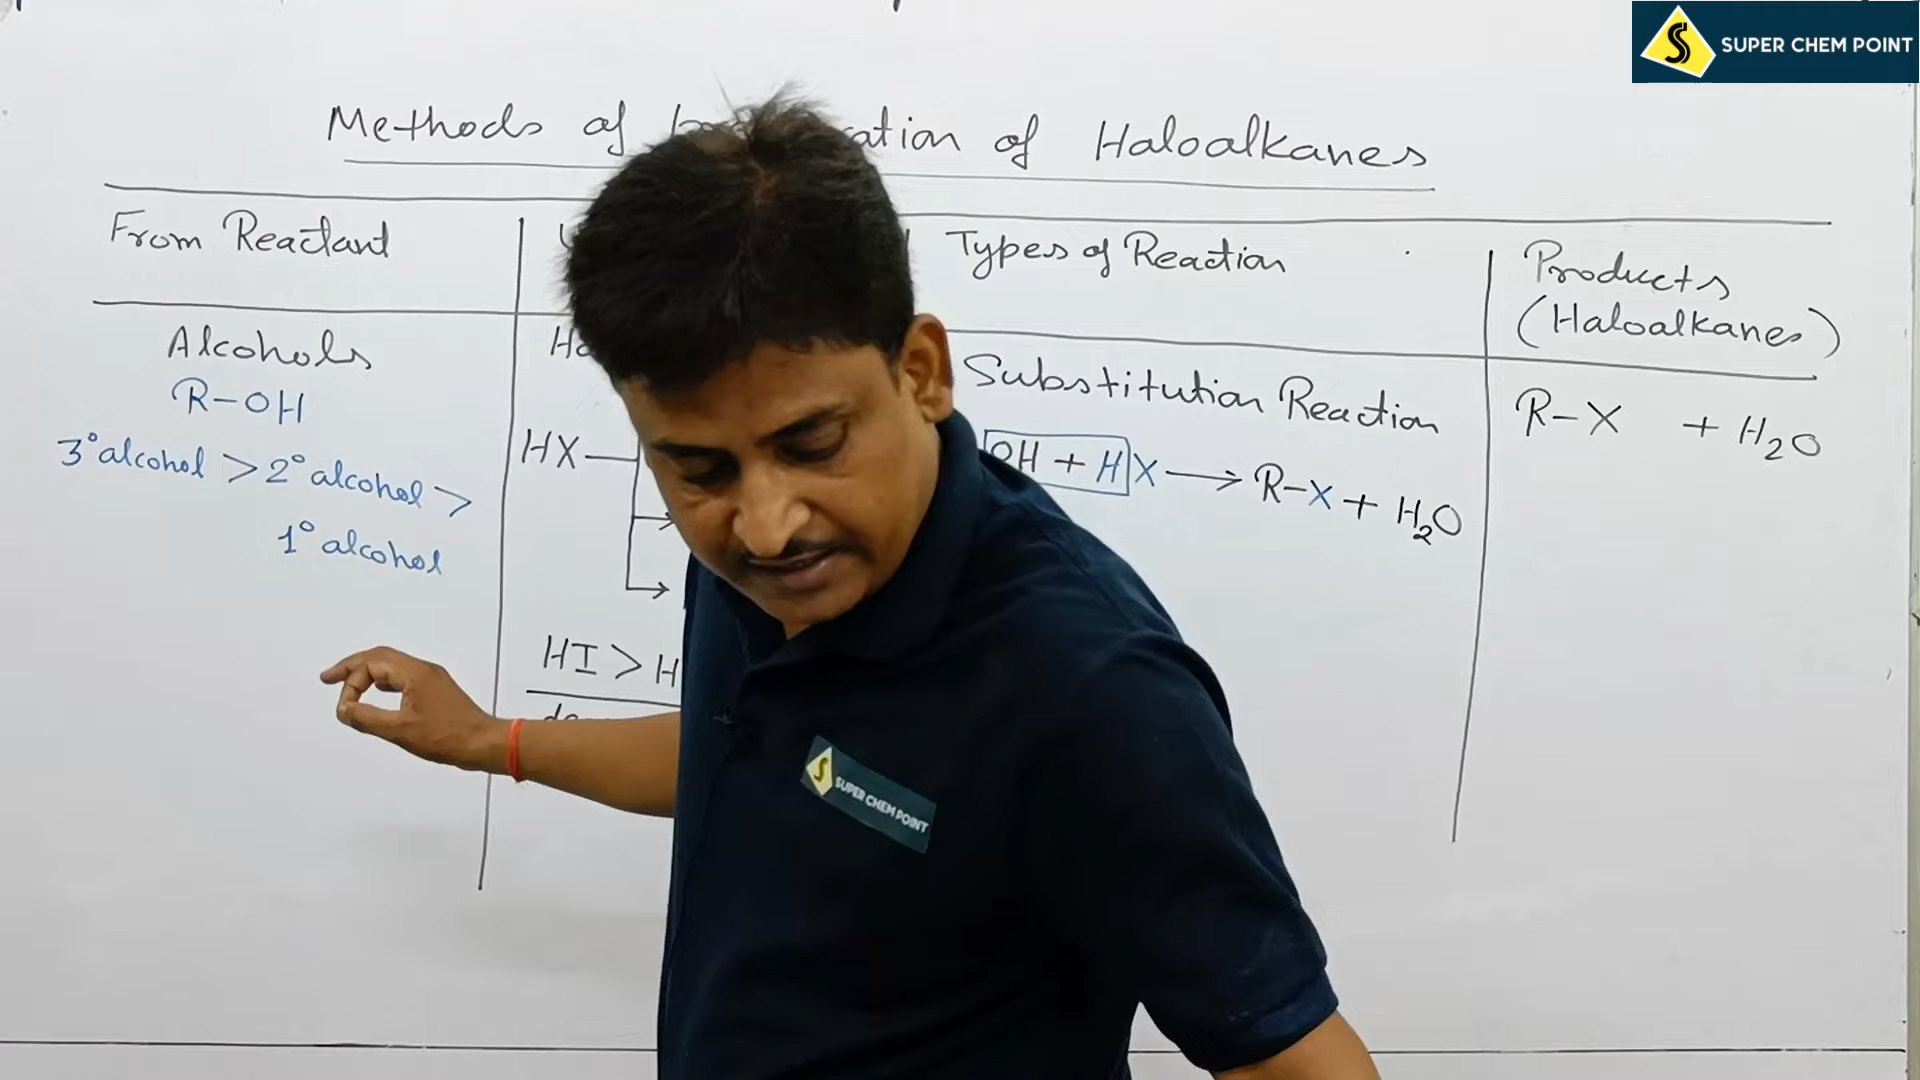 SUPER CHEM POINT
Methods of of Haloalkanes
From Reactant
Types of Reaction
Products
(Haloalkanes)
Alcohols
R-OH
3° alcohol > 2° alcohol >
1° alcohol
HX
HI >
Substitution Reaction
OH + HX → R-X + H₂O
R-X + H₂O
SUPER CHEM POINT